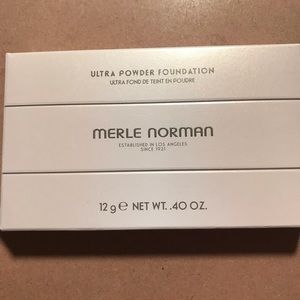 ULTRA POWDER FOUNDATION
ULTRA FOND DE TEINT EN POUDRE
MERLE NORMAN
ESTABLISHED IN LOS ANGELES
SINCE 1931
12 g ℮ NET WT. .40 OZ.